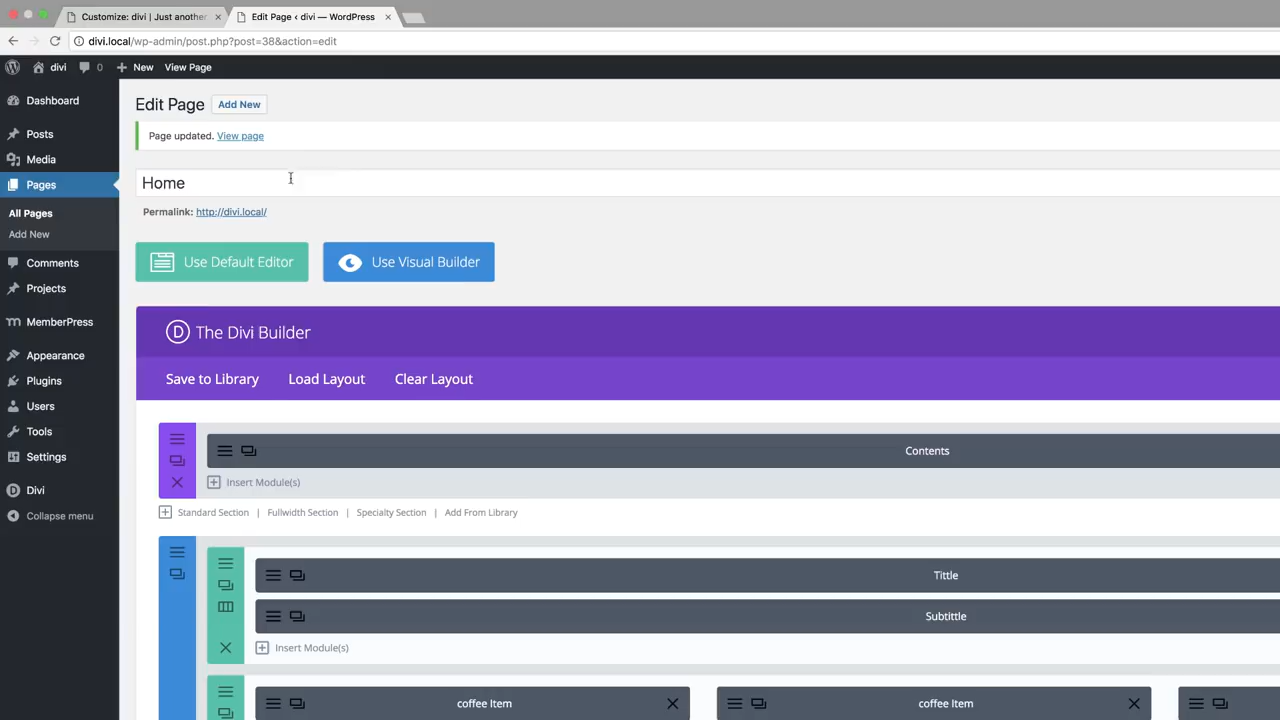 Customize: divi | Just another
Edit Page ‹ divi — WordPress
divi.local/wp-admin/post.php?post=38&action=edit
divi
0
New
View Page
Dashboard
Posts
Media
Pages
All Pages
Add New
Comments
Projects
MemberPress
Appearance
Plugins
Users
Tools
Settings
Divi
Collapse menu
Edit Page Add New
Page updated. View page
Home
Permalink: http://divi.local/
Use Default Editor
Use Visual Builder
D The Divi Builder
Save to Library Load Layout Clear Layout
Contents
Insert Module(s)
Standard Section | Fullwidth Section | Specialty Section | Add From Library
Tittle
Subtittle
Insert Module(s)
coffee Item
coffee Item